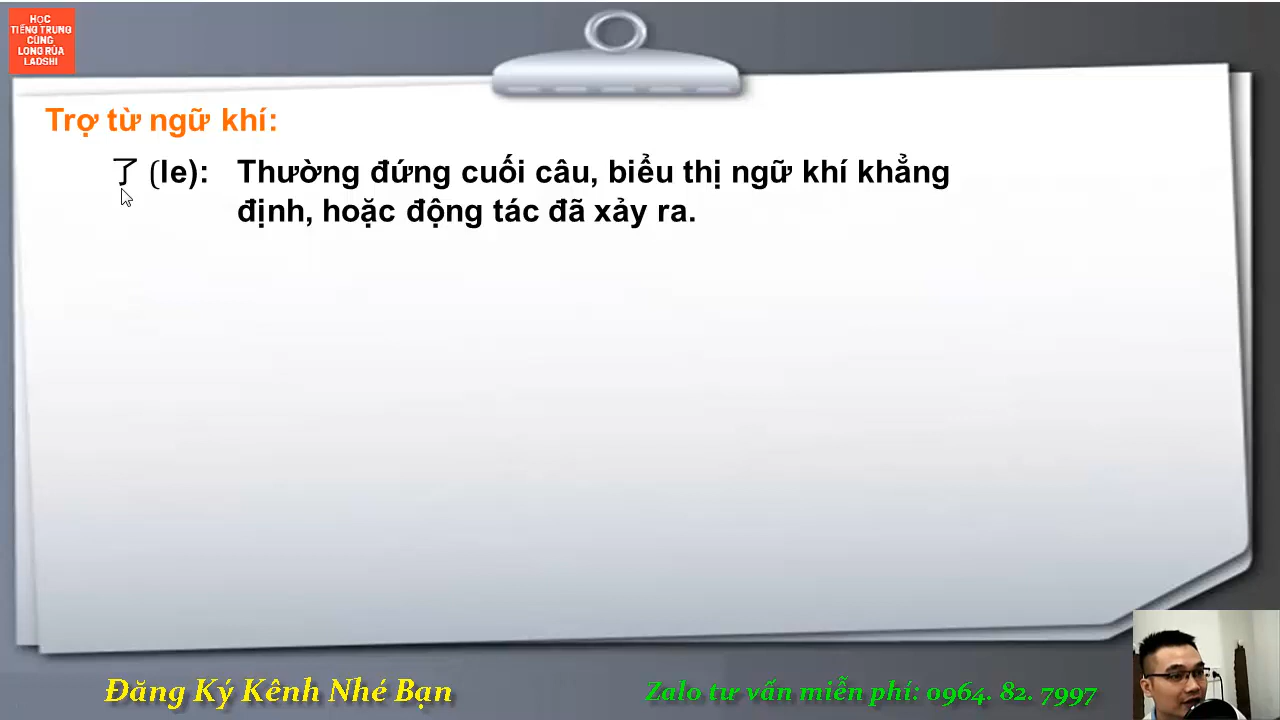 HỌC
TIẾNG TRUNG
CÙNG
LONG RÙA
LADSHI
Trợ từ ngữ khí:
了 (le): Thường đứng cuối câu, biểu thị ngữ khí khẳng
định, hoặc động tác đã xảy ra.
Đăng Ký Kênh Nhé Bạn
Zalo tư vấn miễn phí: 0964. 82. 7997